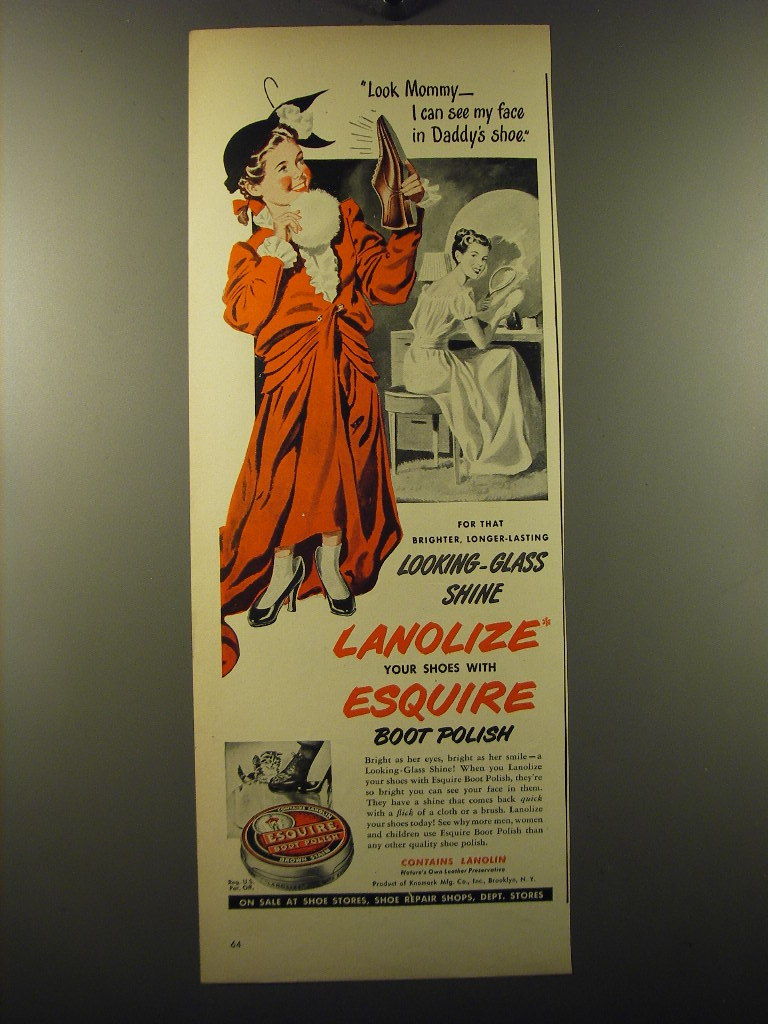 "Look Mommy—
I can see my face
in Daddy's shoe."
FOR THAT
BRIGHTER, LONGER-LASTING
LOOKING-GLASS
SHINE
LANOLIZE*
YOUR SHOES WITH
ESQUIRE
BOOT POLISH
Bright as her eyes, bright as her smile—a
Looking-Glass Shine! When you Lanolize
your shoes with Esquire Boot Polish, they're
so bright you can see your face in them.
They have a shine that comes back quick
with a flick of a cloth or a brush. Lanolize
your shoes today! See why more men, women
and children use Esquire Boot Polish than
any other quality shoe polish.
CONTAINS LANOLIN
Nature's Own Leather Preservative
Product of Knomark Mfg. Co., Inc., Brooklyn, N. Y.
CONTAINS LANOLIN
ESQUIRE
BOOT POLISH
BROWN
LANOLIZE
Reg. U.S.
Pat. Off.
ON SALE AT SHOE STORES, SHOE REPAIR SHOPS, DEPT. STORES
64